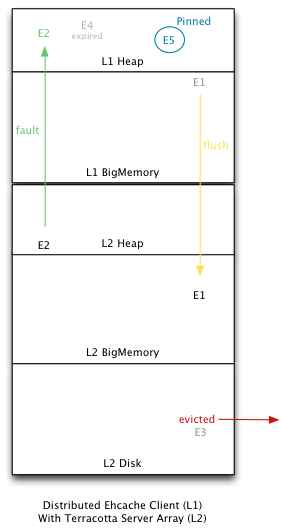 Pinned
E4
expired
E2
E5
L1 Heap
E1
fault
flush
L1 BigMemory
L2 Heap
E2
E1
L2 BigMemory
evicted
E3
L2 Disk
Distributed Ehcache Client (L1)
With Terracotta Server Array (L2)